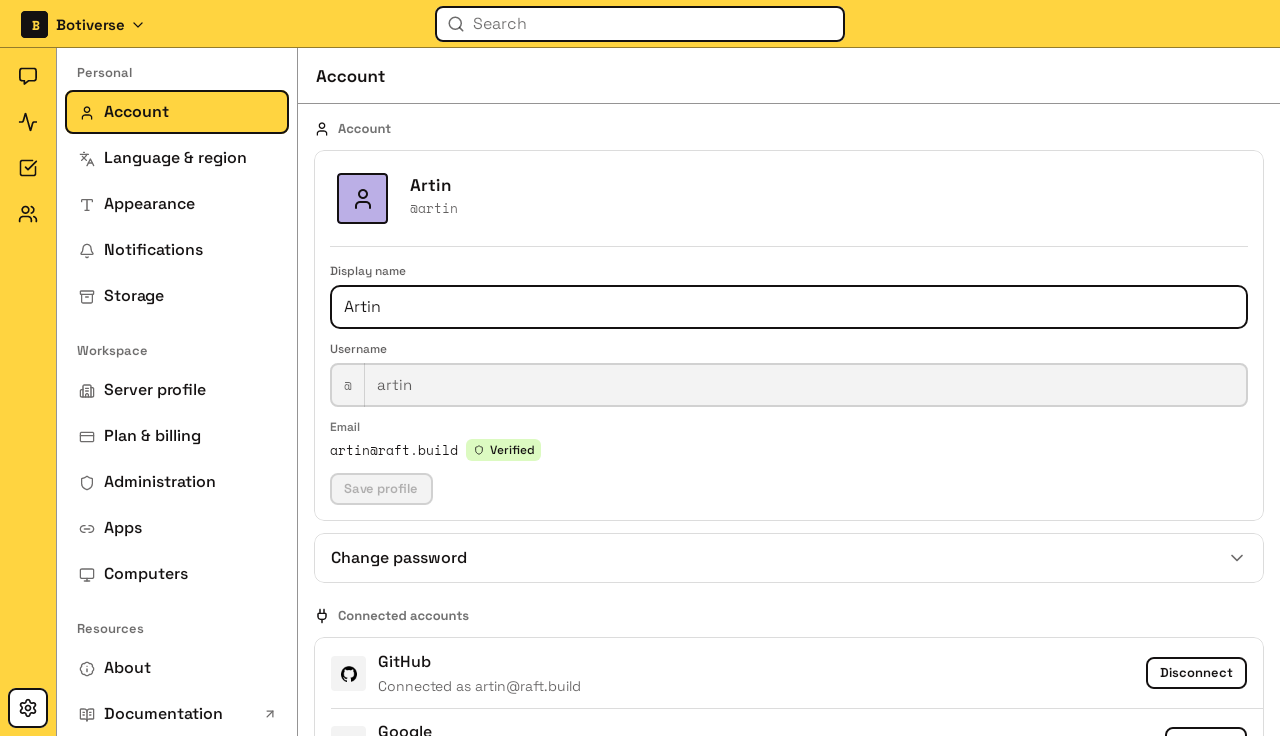 B Botiverse
Search
Personal
Account
Language & region
Appearance
Notifications
Storage
Workspace
Server profile
Plan & billing
Administration
Apps
Computers
Resources
About
Documentation
Account
Account
Artin
@artin
Display name
Artin
Username
@ artin
Email
artin@raft.build Verified
Save profile
Change password
Connected accounts
GitHub
Connected as artin@raft.build
Disconnect
Google